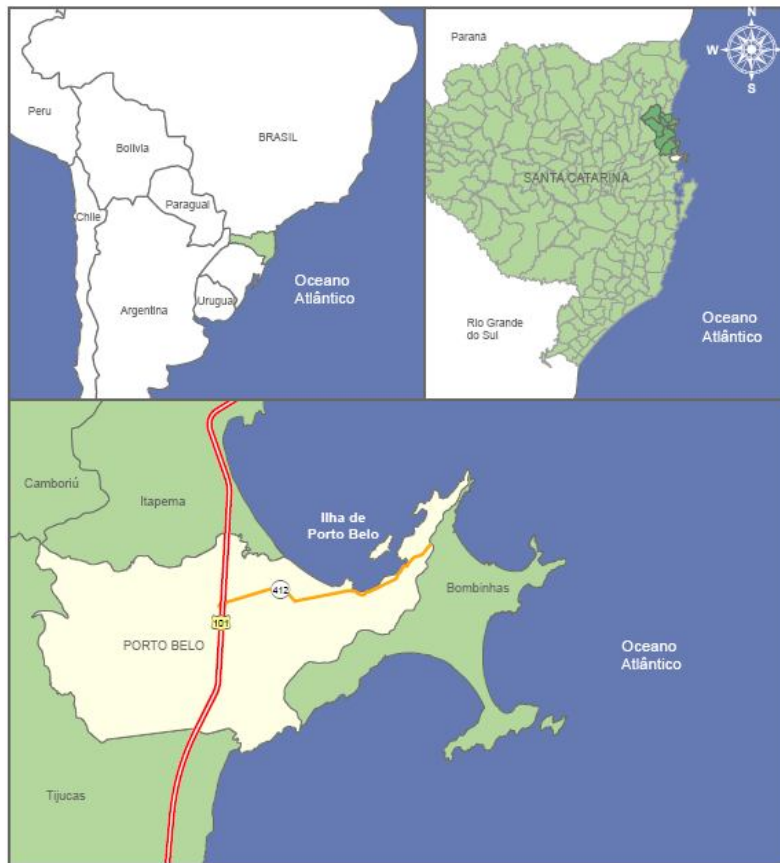 Peru
Bolivia
BRASIL
Paraguai
Chile
Argentina
Uruguai
Oceano
Atlântico
Paraná
N
W
E
S
SANTA CATARINA
Rio Grande
do Sul
Oceano
Atlântico
Camboriú
Itapema
Ilha de
Porto Belo
412
Bombinhas
101
PORTO BELO
Oceano
Atlântico
Tijucas